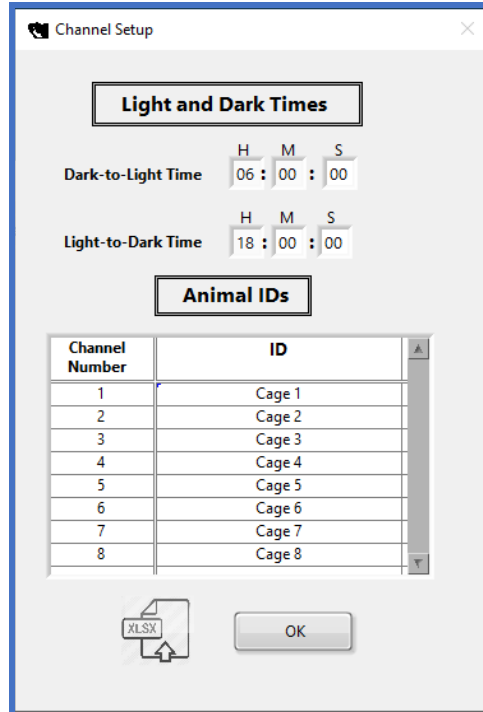 Channel Setup
Light and Dark Times
H M S
Dark-to-Light Time 06 : 00 : 00
H M S
Light-to-Dark Time 18 : 00 : 00
Animal IDs
Channel Number ID
1 Cage 1
2 Cage 2
3 Cage 3
4 Cage 4
5 Cage 5
6 Cage 6
7 Cage 7
8 Cage 8
XLSX
OK